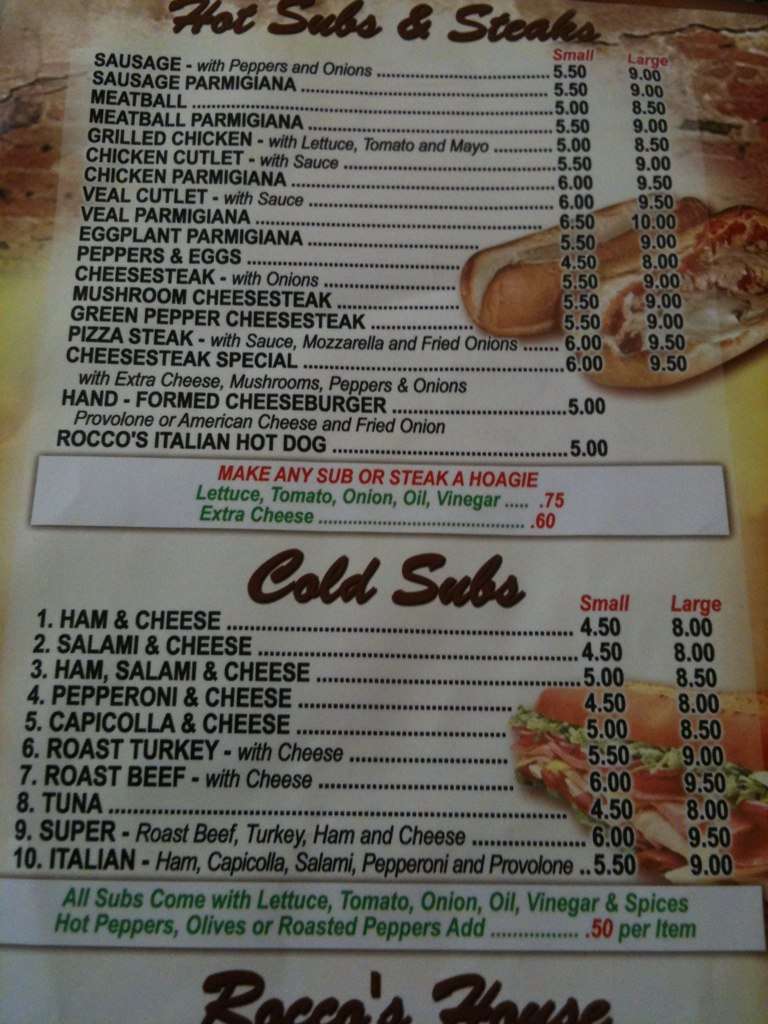 Hot Subs & Steaks
Small Large
SAUSAGE - with Peppers and Onions ........ 5.50 9.00
SAUSAGE PARMIGIANA ........ 5.50 9.00
MEATBALL ........ 5.00 8.50
MEATBALL PARMIGIANA ........ 5.50 9.00
GRILLED CHICKEN - with Lettuce, Tomato and Mayo ........ 5.00 8.50
CHICKEN CUTLET - with Sauce ........ 5.50 9.00
CHICKEN PARMIGIANA ........ 6.00 9.50
VEAL CUTLET - with Sauce ........ 6.00 9.50
VEAL PARMIGIANA ........ 6.50 10.00
EGGPLANT PARMIGIANA ........ 5.50 9.00
PEPPERS & EGGS ........ 4.50 8.00
CHEESESTEAK - with Onions ........ 5.50 9.00
MUSHROOM CHEESESTEAK ........ 5.50 9.00
GREEN PEPPER CHEESESTEAK ........ 5.50 9.00
PIZZA STEAK - with Sauce, Mozzarella and Fried Onions ....... 6.00 9.50
CHEESESTEAK SPECIAL ........ 6.00 9.50
with Extra Cheese, Mushrooms, Peppers & Onions
HAND - FORMED CHEESEBURGER ........ 5.00
Provolone or American Cheese and Fried Onion
ROCCO'S ITALIAN HOT DOG ........ 5.00
MAKE ANY SUB OR STEAK A HOAGIE
Lettuce, Tomato, Onion, Oil, Vinegar ..... .75
Extra Cheese ........ .60
Cold Subs
Small Large
1. HAM & CHEESE ........ 4.50 8.00
2. SALAMI & CHEESE ........ 4.50 8.00
3. HAM, SALAMI & CHEESE ........ 5.00 8.50
4. PEPPERONI & CHEESE ........ 4.50 8.00
5. CAPICOLLA & CHEESE ........ 5.00 8.50
6. ROAST TURKEY - with Cheese ........ 5.50 9.00
7. ROAST BEEF - with Cheese ........ 6.00 9.50
8. TUNA ........ 4.50 8.00
9. SUPER - Roast Beef, Turkey, Ham and Cheese ........ 6.00 9.50
10. ITALIAN - Ham, Capicolla, Salami, Pepperoni and Provolone .. 5.50 9.00
All Subs Come with Lettuce, Tomato, Onion, Oil, Vinegar & Spices
Hot Peppers, Olives or Roasted Peppers Add ........ .50 per Item
Rocco's House